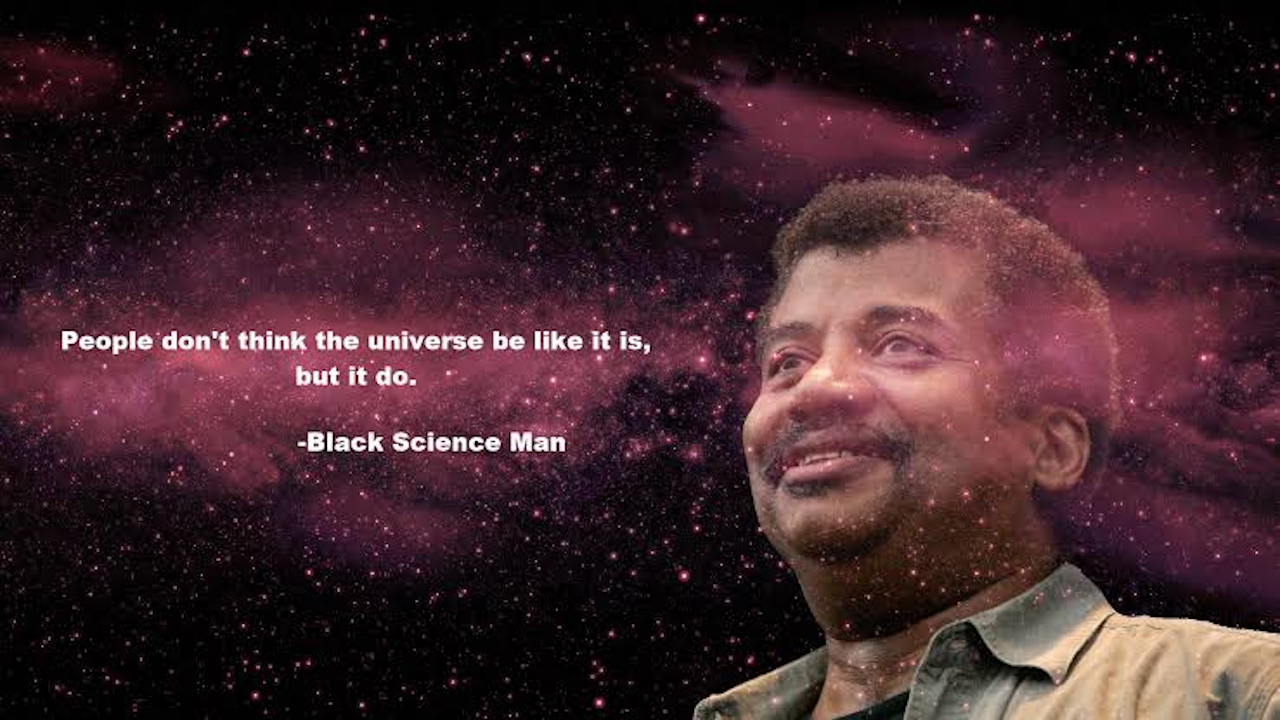 People don't think the universe be like it is,
but it do.
-Black Science Man